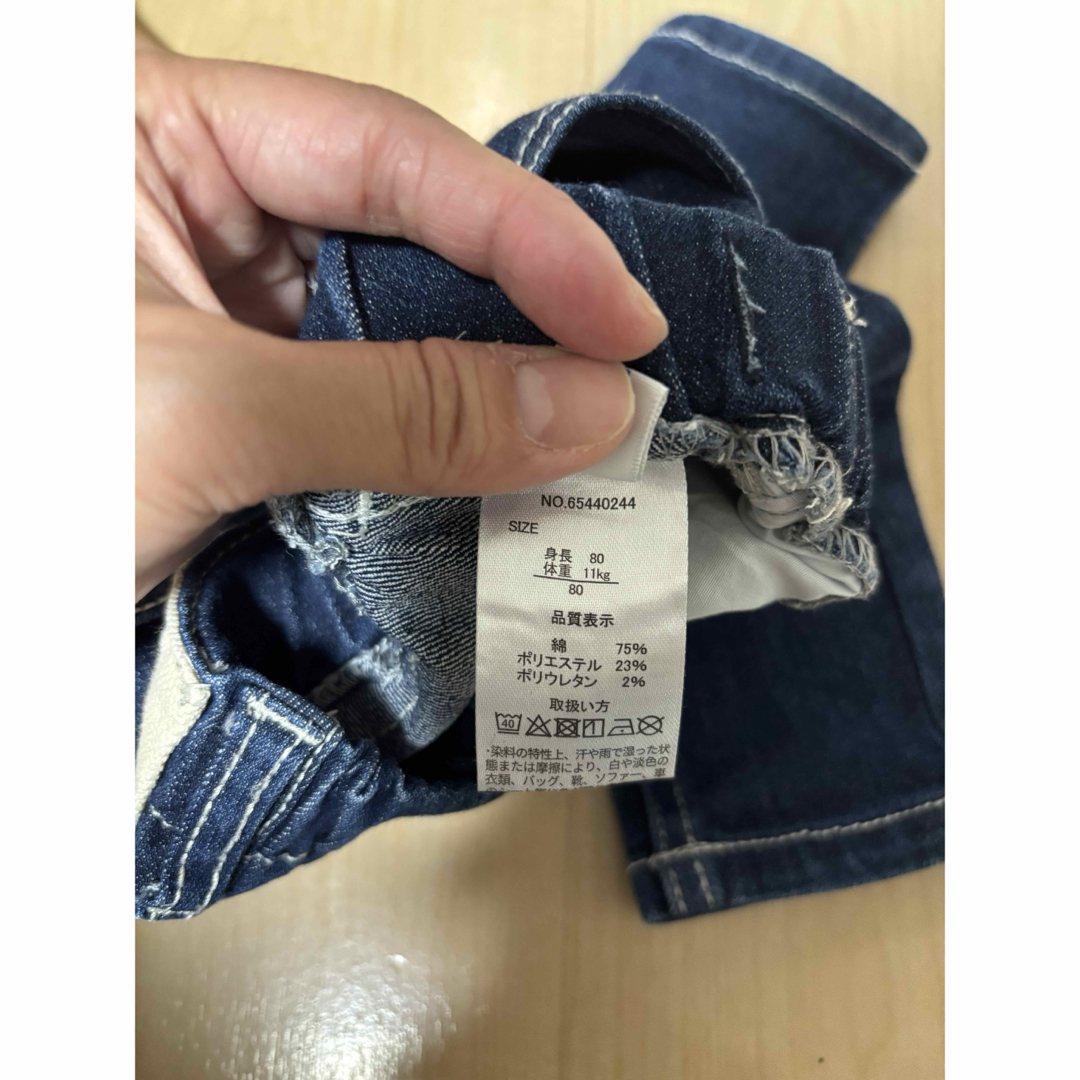 NO.65440244
SIZE
身長 80
体重 11kg
80
品質表示
綿 75%
ポリエステル 23%
ポリウレタン 2%
取扱い方
40
・染料の特性上、汗や雨で湿った状
態または摩擦により、白や淡色の
衣類、バッグ、靴、ソファー、車